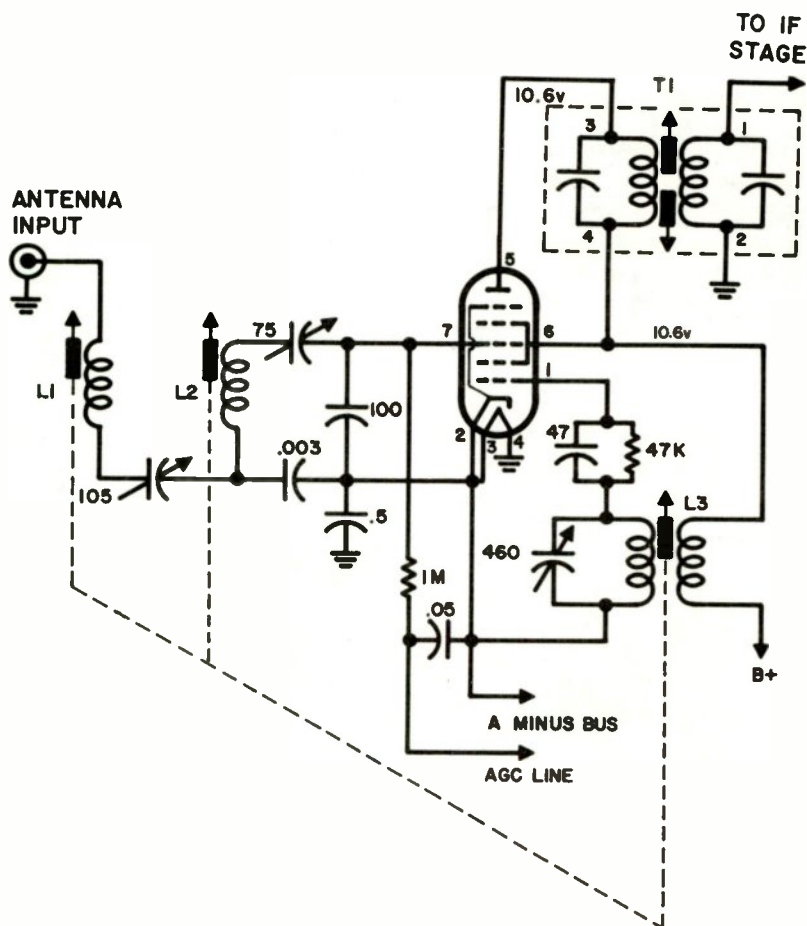 TO IF
STAGE
T1
10.6v
3
1
4
2
ANTENNA
INPUT
5
75
7
6
10.6v
L1
L2
1
100
2
3
4
47
47K
105
.003
.5
L3
460
1M
.05
B+
A MINUS BUS
AGC LINE